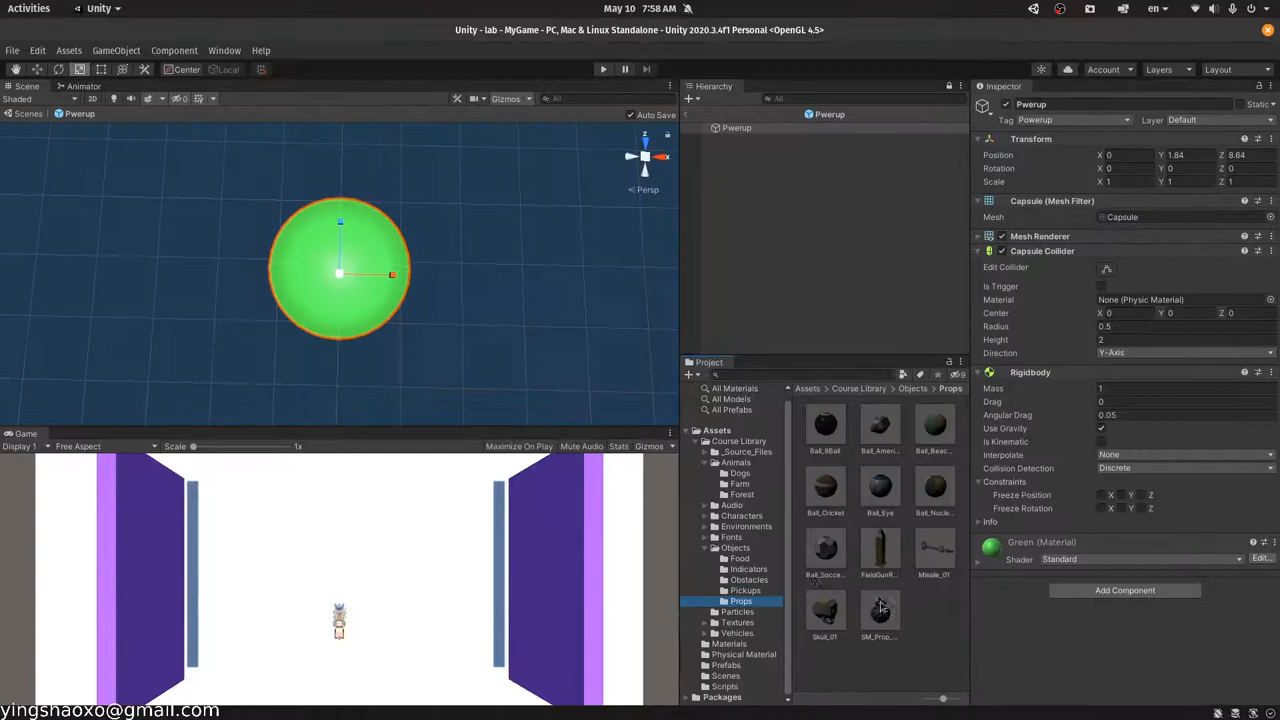 Activities
Unity
May 10 7:58 AM
en
Unity - lab - MyGame - PC, Mac & Linux Standalone - Unity 2020.3.4f1 Personal <OpenGL 4.5>
File Edit Assets GameObject Component Window Help
Center Local Account Layers Layout
Scene Animator
Shaded 2D 0 Gizmos All
Scenes Pwerup Auto Save
z
x
Persp
Game
Display 1 Free Aspect Scale 1x Maximize On Play Mute Audio Stats Gizmos
Hierarchy
All
Pwerup
Pwerup
Project
9
All Materials
All Models
All Prefabs
Assets
Course Library
_Source_Files
Animals
Dogs
Farm
Forest
Audio
Characters
Environments
Fonts
Objects
Food
Indicators
Obstacles
Pickups
Props
Particles
Textures
Vehicles
Materials
Physical Material
Prefabs
Scenes
Scripts
Packages
Assets Course Library Objects Props
Ball_8Ball Ball_Ameri... Ball_Beac...
Ball_Cricket Ball_Eye Ball_Nucle...
Ball_Socce... FieldGunR... Missile_01
Skull_01 SM_Prop_...
Inspector
Pwerup Static
Tag Powerup Layer Default
Transform
Position X 0 Y 1.84 Z 8.64
Rotation X 0 Y 0 Z 0
Scale X 1 Y 1 Z 1
Capsule (Mesh Filter)
Mesh Capsule
Mesh Renderer
Capsule Collider
Edit Collider
Is Trigger
Material None (Physic Material)
Center X 0 Y 0 Z 0
Radius 0.5
Height 2
Direction Y-Axis
Rigidbody
Mass 1
Drag 0
Angular Drag 0.05
Use Gravity
Is Kinematic
Interpolate None
Collision Detection Discrete
Constraints
Freeze Position X Y Z
Freeze Rotation X Y Z
Info
Green (Material)
Shader Standard Edit...
Add Component
yingshaoxo@gmail.com